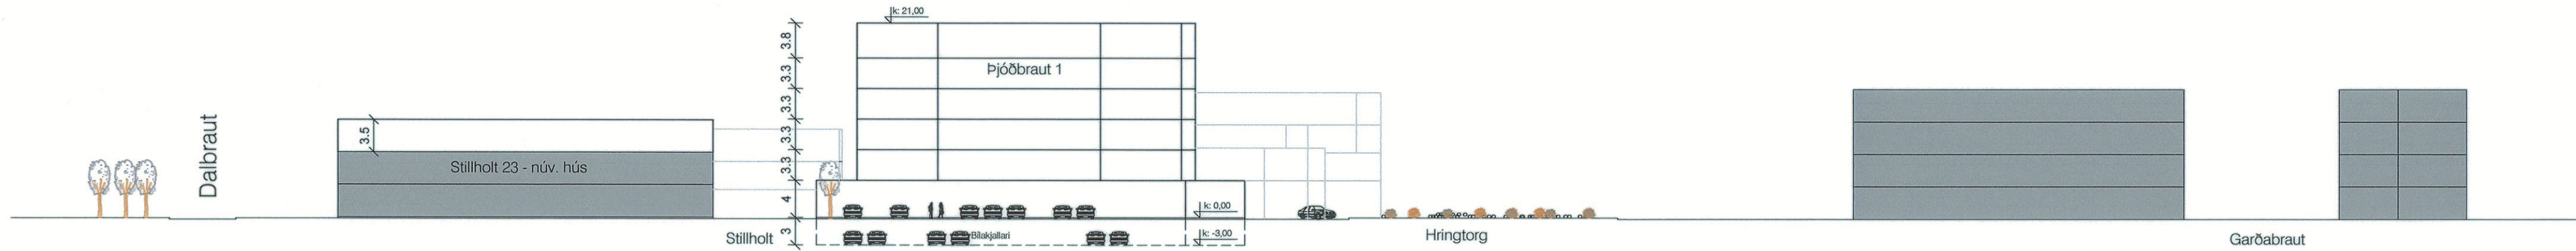 k: 21,00
3.8
Þjóðbraut 1
3.3
3.3
3.3
3.3
3.5
Stillholt 23 - núv. hús
Dalbraut
4
k: 0,00
3
Stillholt
Bílakjallari
k: -3,00
Hringtorg
Garðabraut